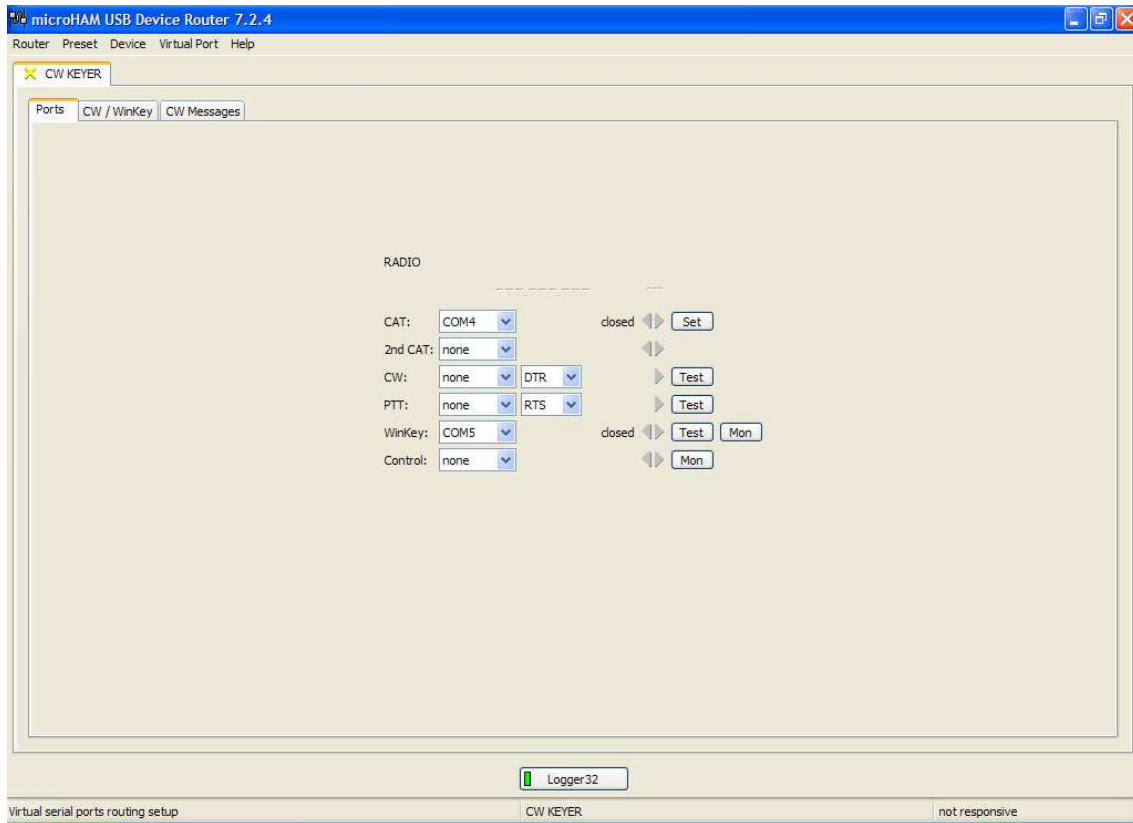 microHAM USB Device Router 7.2.4
Router Preset Device Virtual Port Help
CW KEYER
Ports CW / WinKey CW Messages
RADIO
---.---.--- ---
CAT: COM4 closed Set
2nd CAT: none
CW: none DTR Test
PTT: none RTS Test
WinKey: COM5 closed Test Mon
Control: none Mon
Logger32
Virtual serial ports routing setup CW KEYER not responsive